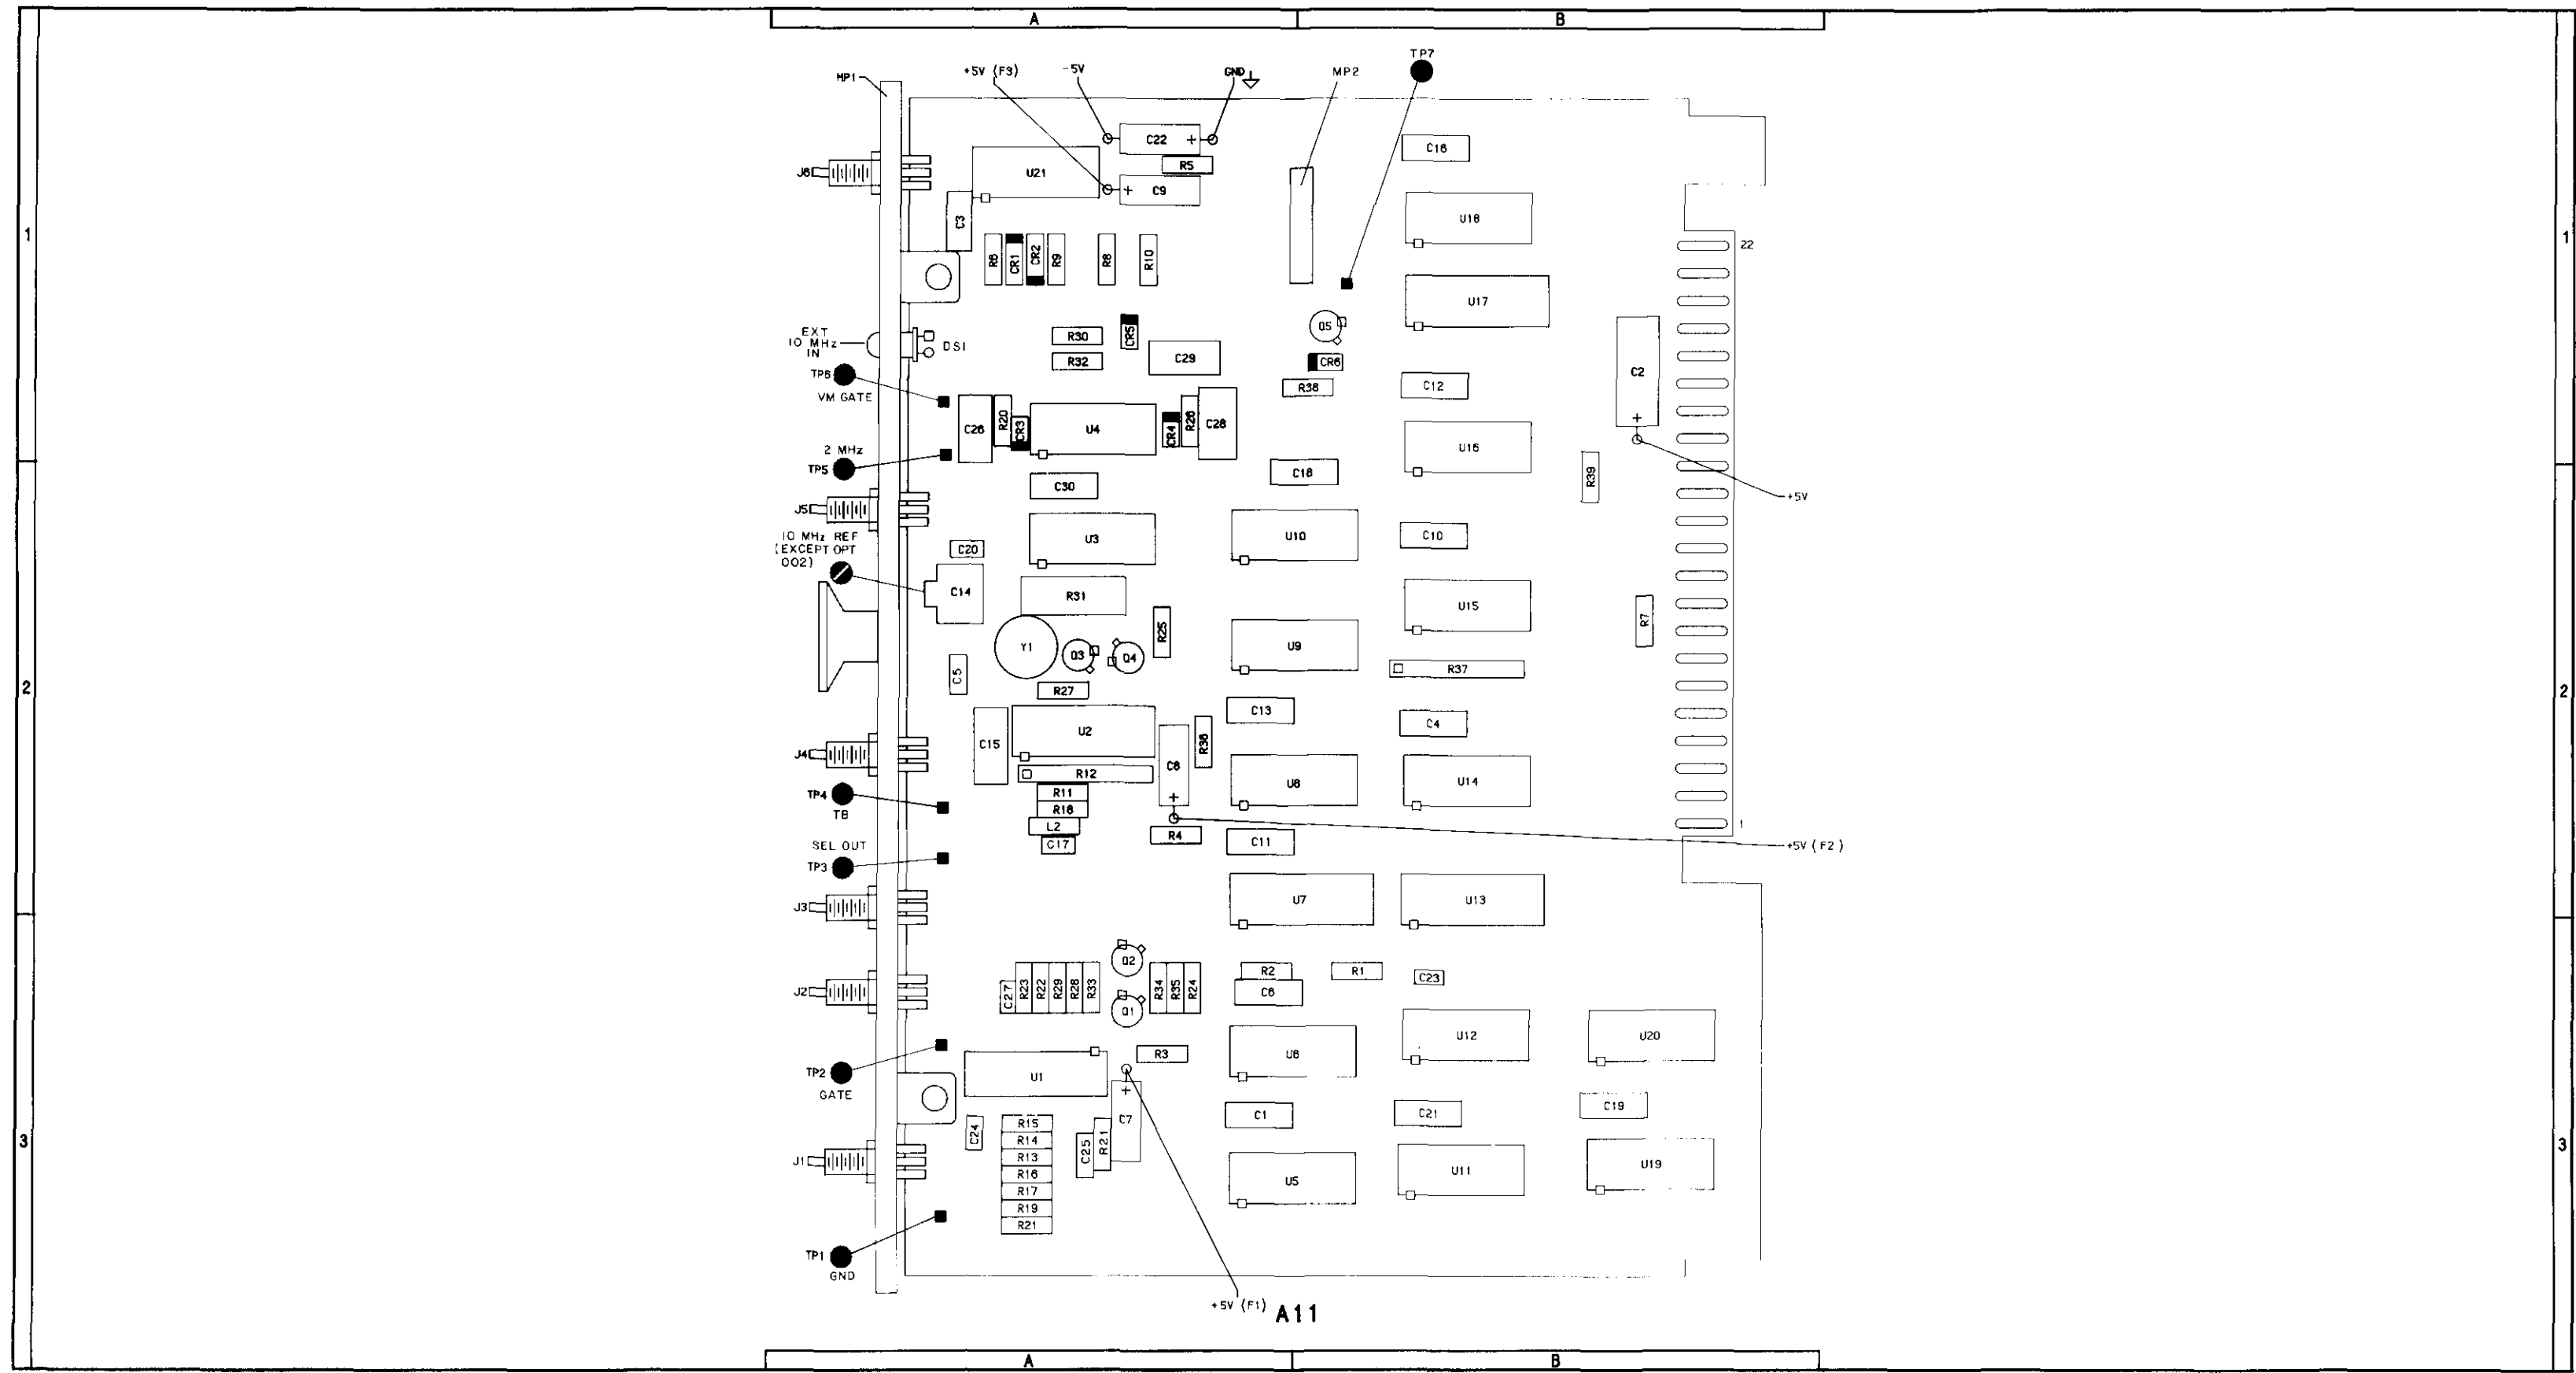 A B
TP7
MP1 +5V (F3) -5V GND MP2
C22 C16
R5
J6 U21
C9
C3 U18
1 1
22
R6 CR1 CR2 R9 R8 R10
U17
EXT
10 MHz
IN
DS1
R30 CR5 Q5
R32 C29 CR6
TP6 C2
VM GATE R38 C12
C26 R20 CR3 U4 CR4 R26 C28
U16
2 MHz
TP5
C30 C18 R39
+5V
J5
10 MHz REF
(EXCEPT OPT
002)
U3 U10 C10
C20
C14 R31 U15
R7
R25
Y1 Q3 Q4 U9
R37
C5
R27
2 2
C13 C4
C15 U2 R36
J4 C8
R12 U8 U14
TP4
TB
R11
R18
L2 1
R4
SEL OUT C17 C11 +5V (F2)
TP3
J3 U7 U13
Q2
R2 R1 C23
J2 C27 R23 R22 R29 R28 R33 R34 R35 R24 C6
Q1
U12 U20
R3 U6
TP2 U1
GATE
C7 C1 C21 C19
R15
C24 R14 R21
3 3
R13 C25
J1 R16 U11 U19
R17 U5
R19
R21
TP1
GND
+5V (F1) A11
A B